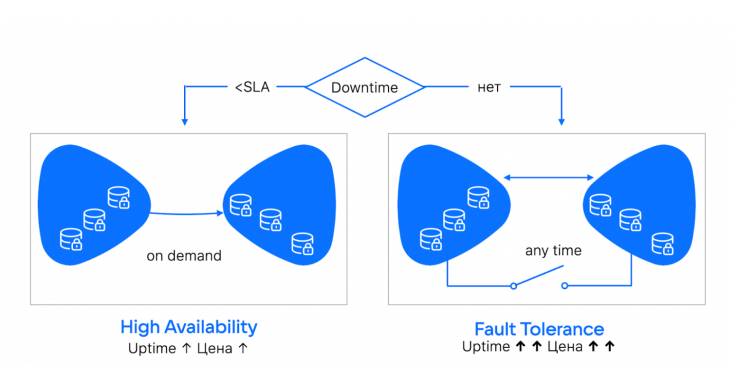 <SLA
Downtime
нет
on demand
any time
High Availability
Uptime ↑ Цена ↑
Fault Tolerance
Uptime ↑ ↑ Цена ↑ ↑